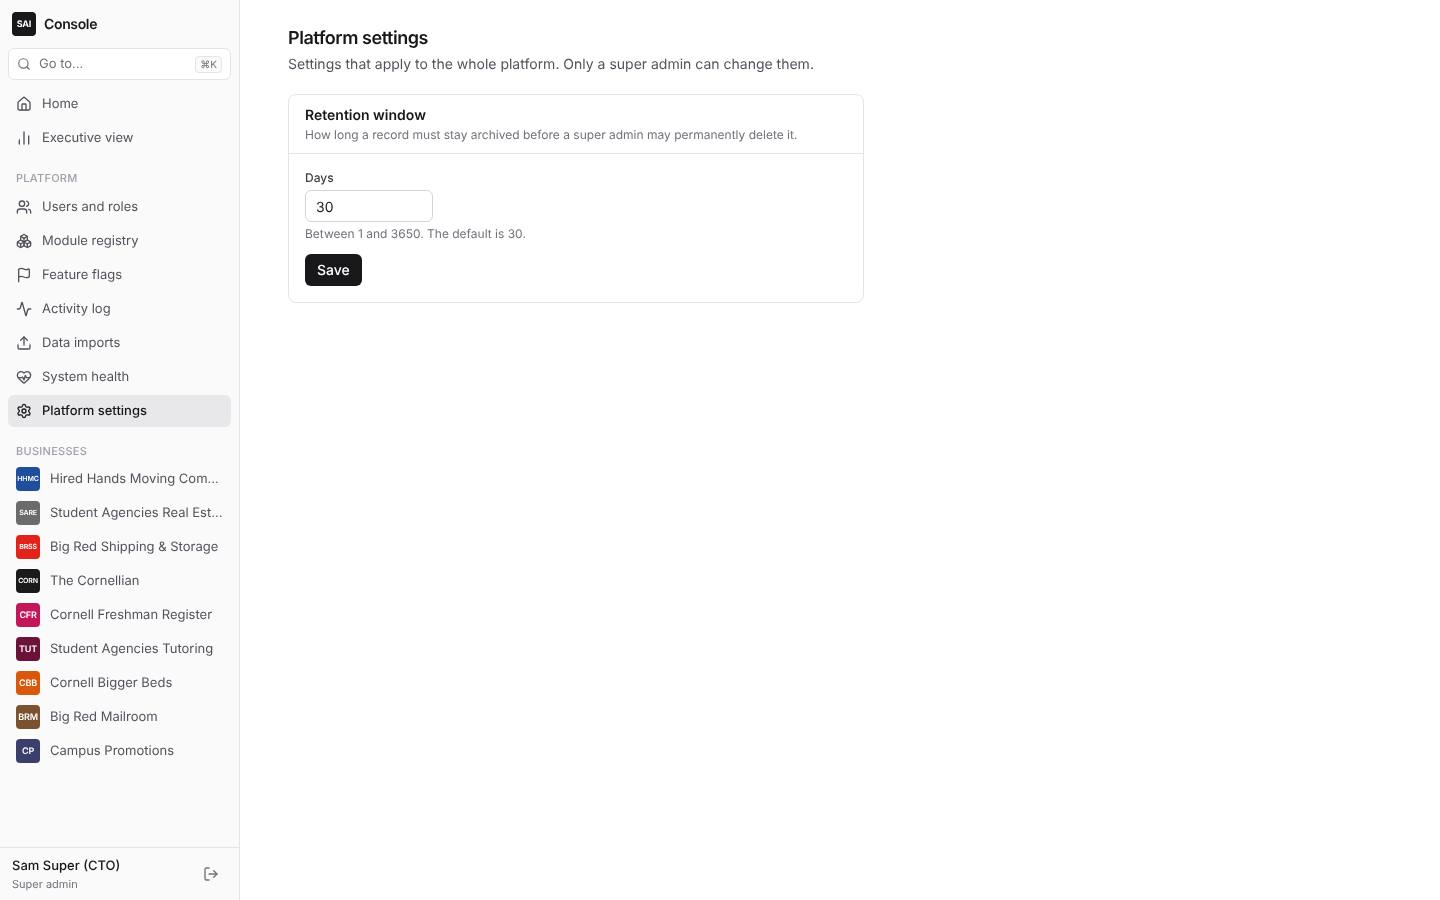 SAI Console
Go to... ⌘K
Home
Executive view
PLATFORM
Users and roles
Module registry
Feature flags
Activity log
Data imports
System health
Platform settings
BUSINESSES
HHMC Hired Hands Moving Com...
SARE Student Agencies Real Est...
BRSS Big Red Shipping & Storage
CORN The Cornellian
CFR Cornell Freshman Register
TUT Student Agencies Tutoring
CBB Cornell Bigger Beds
BRM Big Red Mailroom
CP Campus Promotions
Sam Super (CTO)
Super admin
Platform settings
Settings that apply to the whole platform. Only a super admin can change them.
Retention window
How long a record must stay archived before a super admin may permanently delete it.
Days
30
Between 1 and 3650. The default is 30.
Save